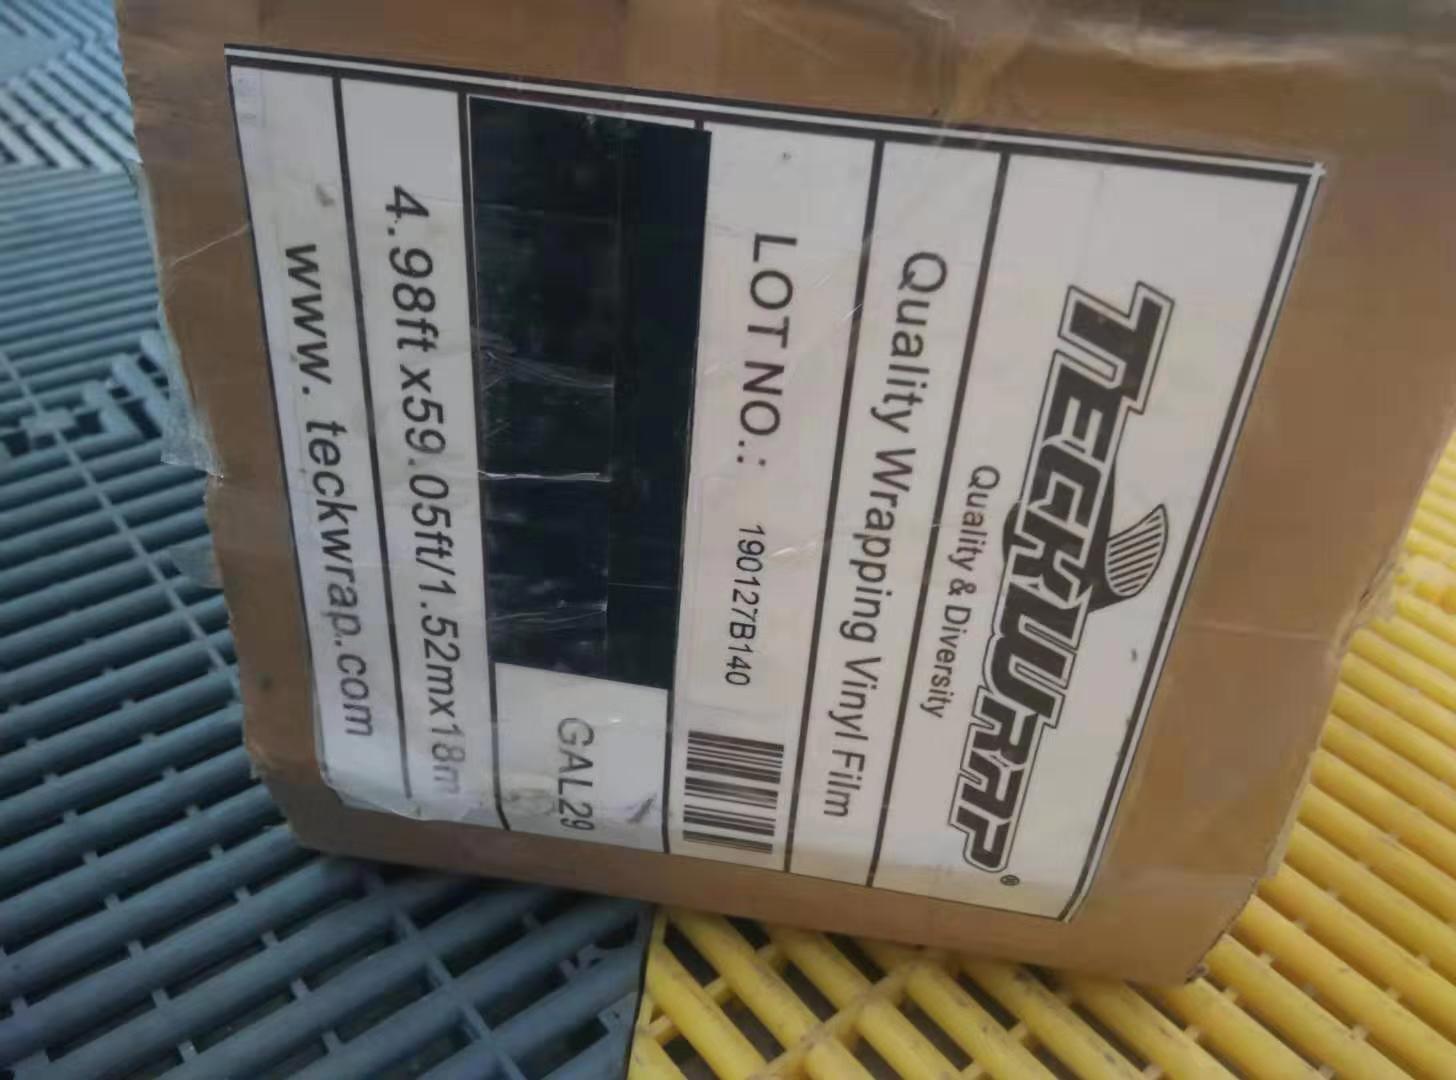 TECKWRAP®
Quality & Diversity
Quality Wrapping Vinyl Film
LOT NO.: 190127B140
GAL29
4.98ft x59.05ft/1.52mx18m
www. teckwrap.com